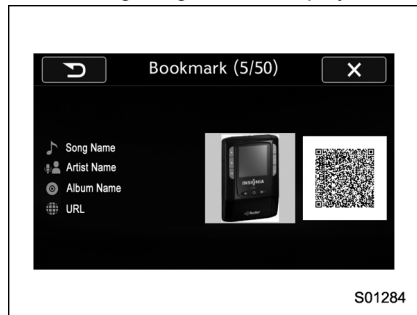 Bookmark (5/50)
Song Name
Artist Name
Album Name
URL
INSIGNIA
S01284